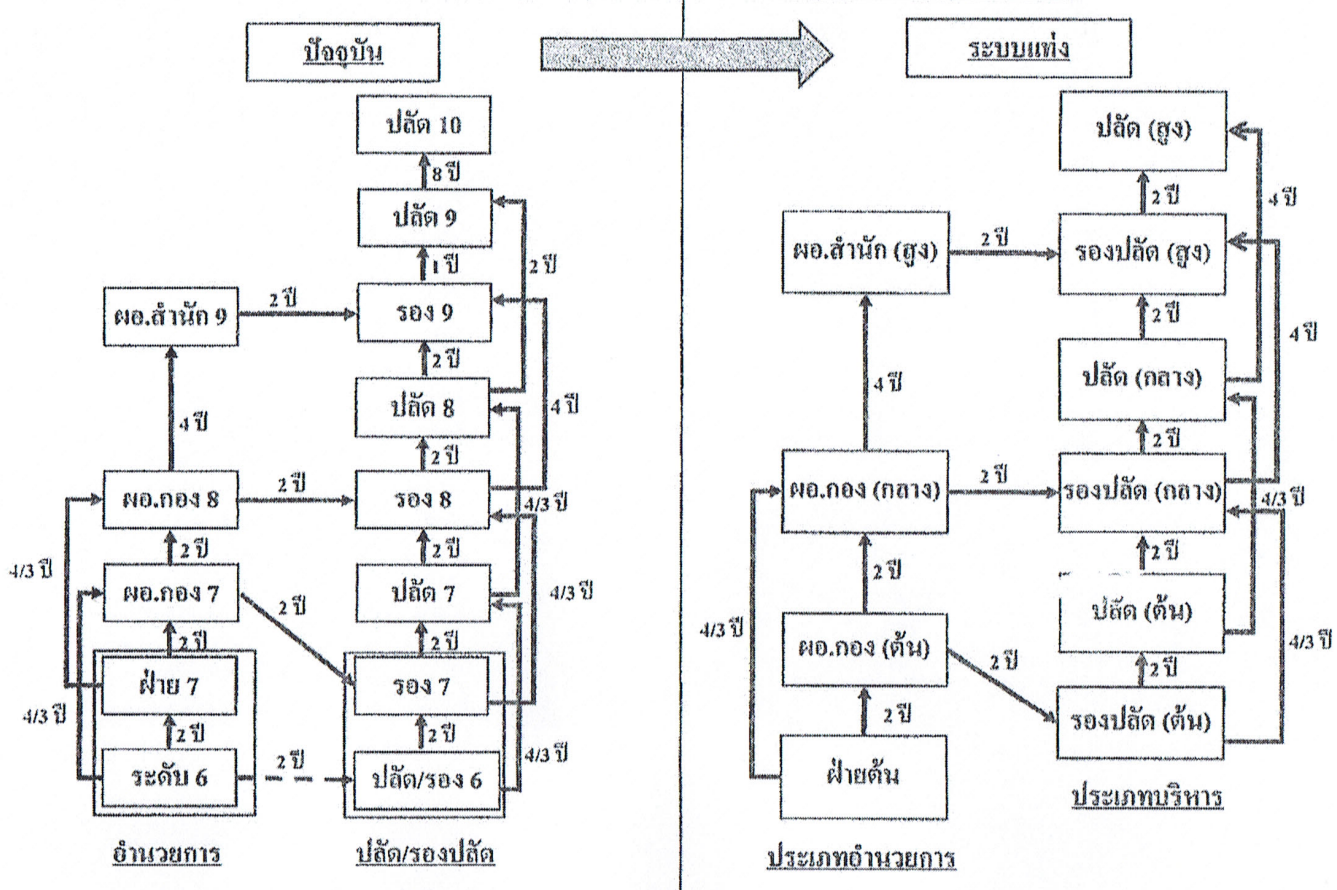 ปัจจุบัน
ปลัด 10
8 ปี
ปลัด 9
1 ปี
2 ปี
ผอ.สำนัก 9
2 ปี
รอง 9
2 ปี
ปลัด 8
4 ปี
4 ปี
2 ปี
ผอ.กอง 8
2 ปี
รอง 8
4/3 ปี
2 ปี
2 ปี
4/3 ปี
ผอ.กอง 7
2 ปี
ปลัด 7
4/3 ปี
2 ปี
2 ปี
ฝ่าย 7
รอง 7
4/3 ปี
2 ปี
2 ปี
4/3 ปี
ระดับ 6
2 ปี
ปลัด/รอง 6
อำนวยการ
ปลัด/รองปลัด
ระบบแท่ง
ปลัด (สูง)
2 ปี
4 ปี
ผอ.สำนัก (สูง)
2 ปี
รองปลัด (สูง)
2 ปี
4 ปี
ปลัด (กลาง)
4 ปี
2 ปี
ผอ.กอง (กลาง)
2 ปี
รองปลัด (กลาง)
4/3 ปี
2 ปี
2 ปี
ปลัด (ต้น)
4/3 ปี
ผอ.กอง (ต้น)
2 ปี
2 ปี
4/3 ปี
2 ปี
รองปลัด (ต้น)
ฝ่ายต้น
ประเภทบริหาร
ประเภทอำนวยการ